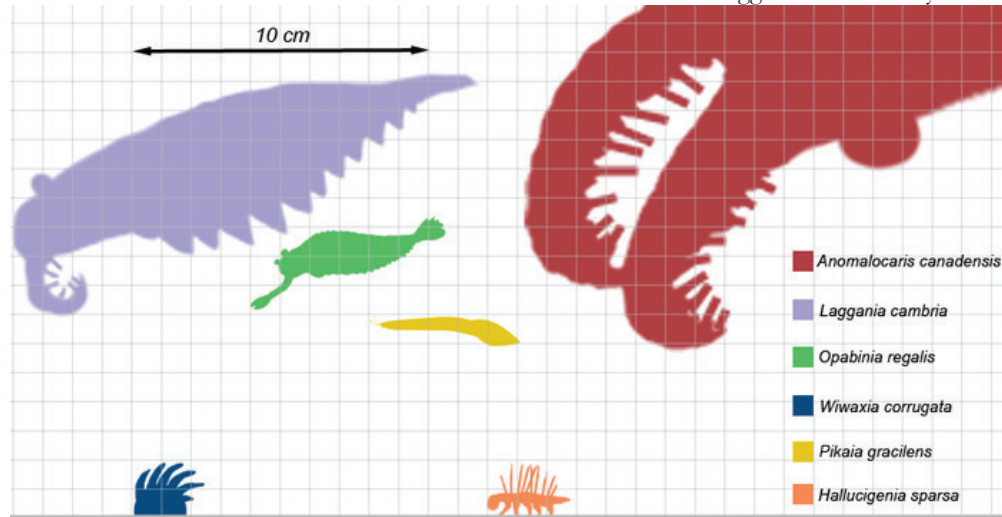 10 cm
Anomalocaris canadensis
Laggania cambria
Opabinia regalis
Wiwaxia corrugata
Pikaia gracilens
Hallucigenia sparsa